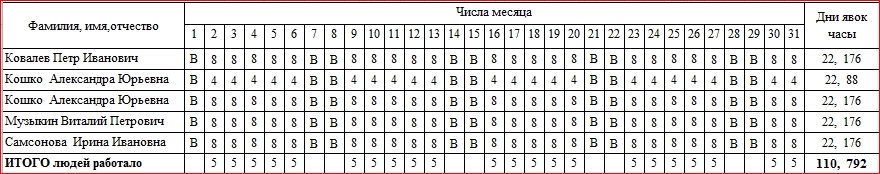 Фамилия, имя,отчество Числа месяца Дни явок часы
1 2 3 4 5 6 7 8 9 10 11 12 13 14 15 16 17 18 19 20 21 22 23 24 25 26 27 28 29 30 31
Ковалев Петр Иванович В 8 8 8 8 8 В В 8 8 8 8 8 В В 8 8 8 8 8 В В 8 8 8 8 8 В В 8 8 22, 176
Кошко Александра Юрьевна В 4 4 4 4 4 В В 4 4 4 4 4 В В 4 4 4 4 4 В В 4 4 4 4 4 В В 4 4 22, 88
Кошко Александра Юрьевна В 8 8 8 8 8 В В 8 8 8 8 8 В В 8 8 8 8 8 В В 8 8 8 8 8 В В 8 8 22, 176
Музыкин Виталий Петрович В 8 8 8 8 8 В В 8 8 8 8 8 В В 8 8 8 8 8 В В 8 8 8 8 8 В В 8 8 22, 176
Самсонова Ирина Ивановна В 8 8 8 8 8 В В 8 8 8 8 8 В В 8 8 8 8 8 В В 8 8 8 8 8 В В 8 8 22, 176
ИТОГО людей работало 5 5 5 5 5 5 5 5 5 5 5 5 5 5 5 5 5 5 5 5 5 5 110, 792